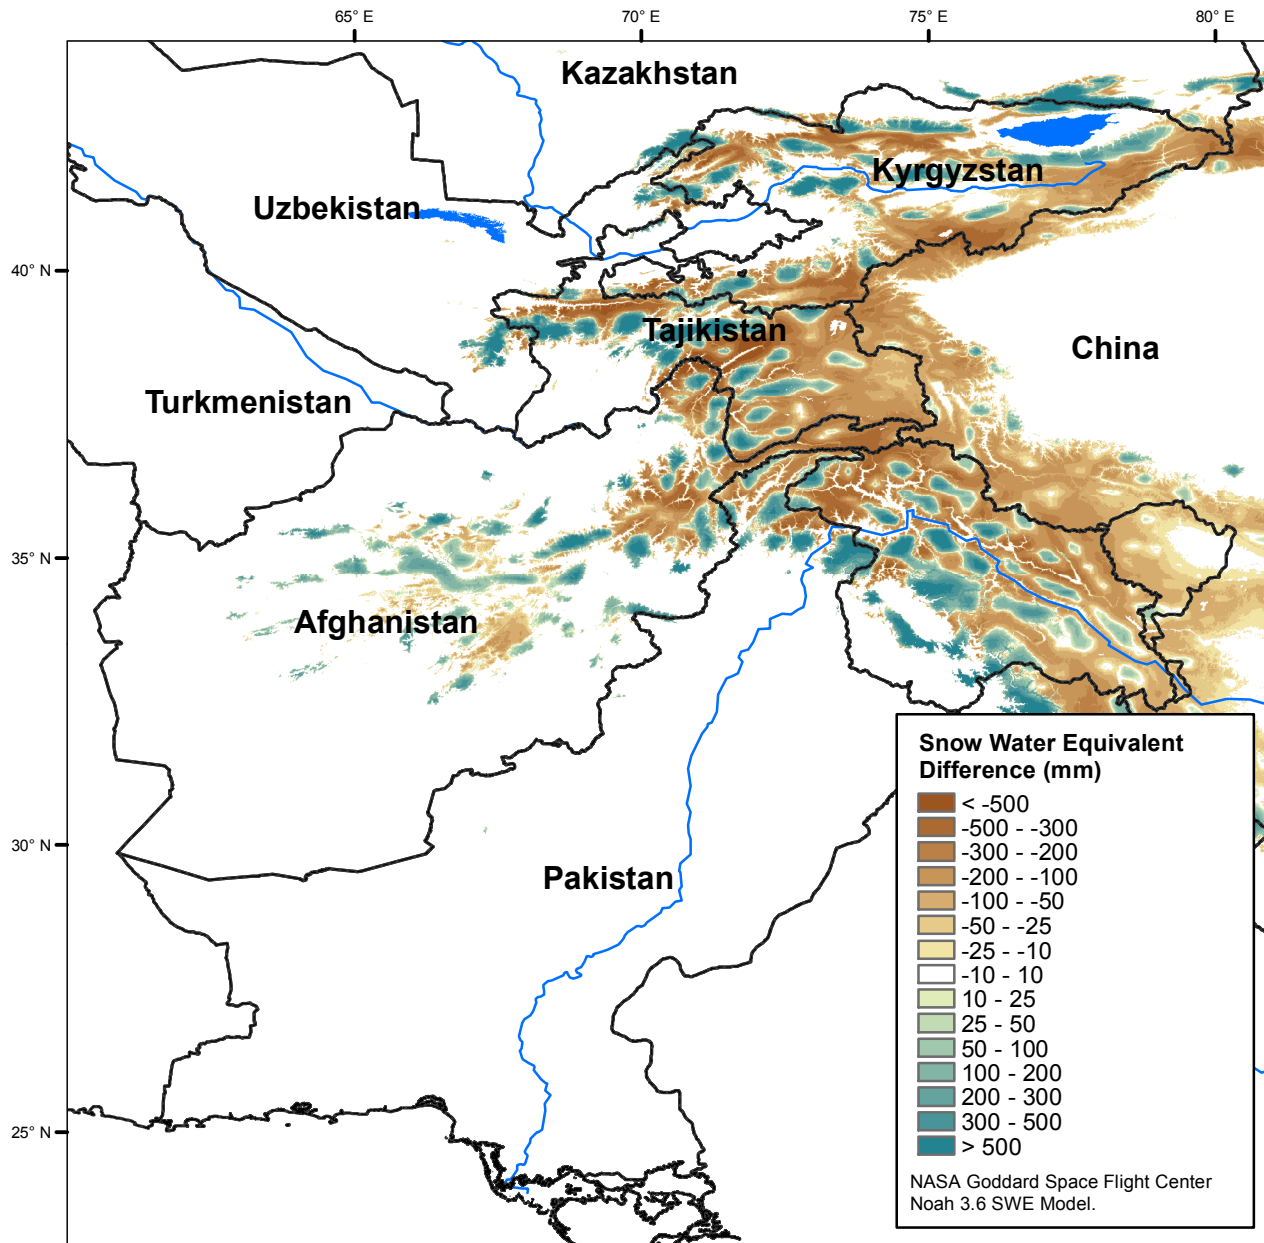 65° E
70° E
75° E
80° E
Kazakhstan
Kyrgyzstan
Uzbekistan
40° N
Tajikistan
China
Turkmenistan
35° N
Afghanistan
Snow Water Equivalent
Difference (mm)
< -500
-500 - -300
-300 - -200
-200 - -100
-100 - -50
-50 - -25
-25 - -10
-10 - 10
10 - 25
25 - 50
50 - 100
100 - 200
200 - 300
300 - 500
> 500
NASA Goddard Space Flight Center
Noah 3.6 SWE Model.
30° N
Pakistan
25° N